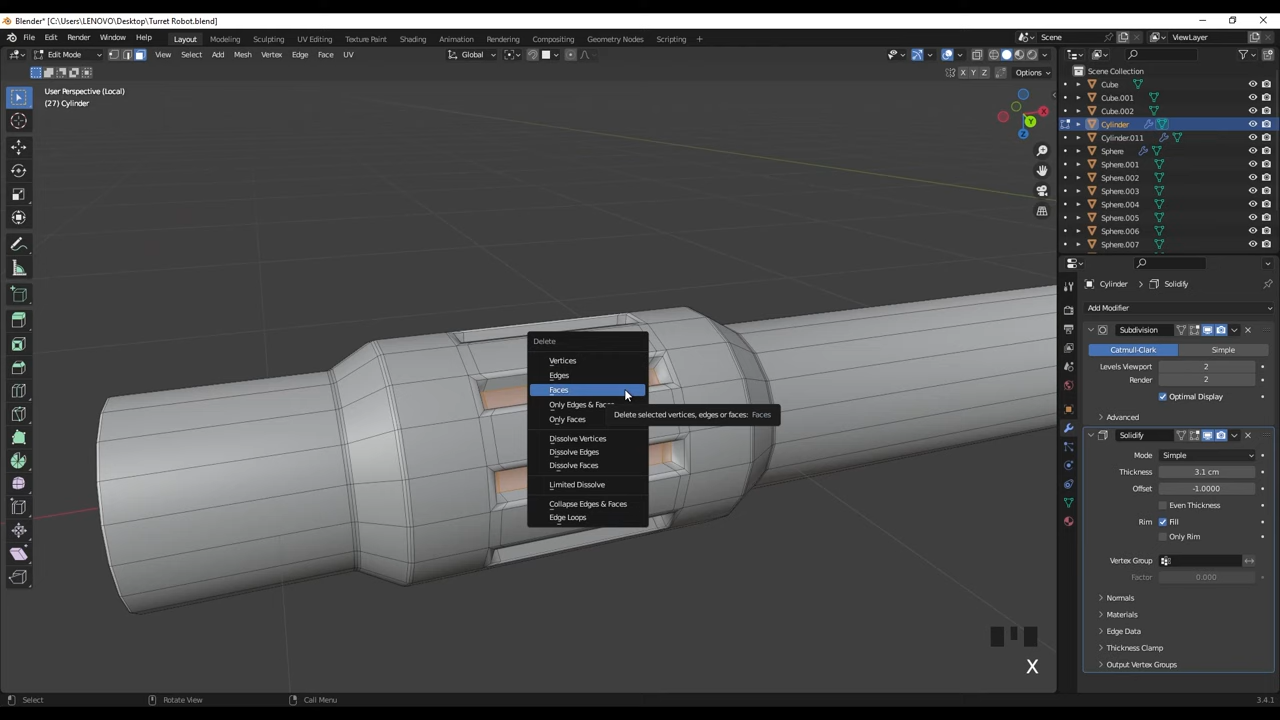 Blender* [C:\Users\LENOVO\Desktop\Turret Robot.blend]
File Edit Render Window Help Layout Modeling Sculpting UV Editing Texture Paint Shading Animation Rendering Compositing Geometry Nodes Scripting + Scene ViewLayer
Edit Mode View Select Add Mesh Vertex Edge Face UV Global
X Y Z Options
User Perspective (Local)
(27) Cylinder
X
Y
Z
Scene Collection
Cube
Cube.001
Cube.002
Cylinder
Cylinder.011
Sphere
Sphere.001
Sphere.002
Sphere.003
Sphere.004
Sphere.005
Sphere.006
Sphere.007
Cylinder > Solidify
Add Modifier
Subdivision
Catmull-Clark Simple
Levels Viewport 2
Render 2
Optimal Display
Advanced
Solidify
Mode Simple
Thickness 3.1 cm
Offset -1.0000
Even Thickness
Rim Fill
Only Rim
Vertex Group
Factor 0.000
Normals
Materials
Edge Data
Thickness Clamp
Output Vertex Groups
Delete
Vertices
Edges
Faces
Only Edges & Faces
Only Faces
Delete selected vertices, edges or faces: Faces
Dissolve Vertices
Dissolve Edges
Dissolve Faces
Limited Dissolve
Collapse Edges & Faces
Edge Loops
X
Select Rotate View Call Menu 3.4.1